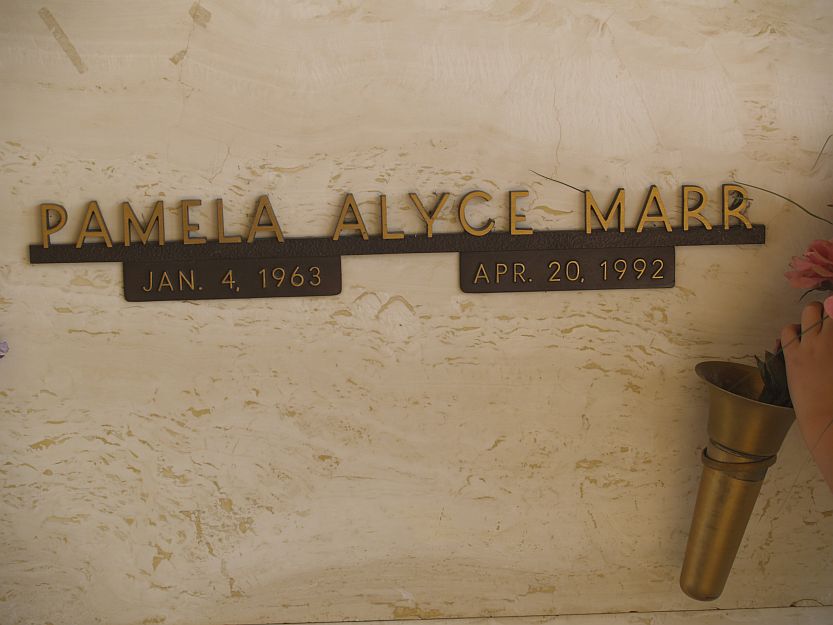 PAMELA ALYCE MARR
JAN. 4, 1963 APR. 20, 1992